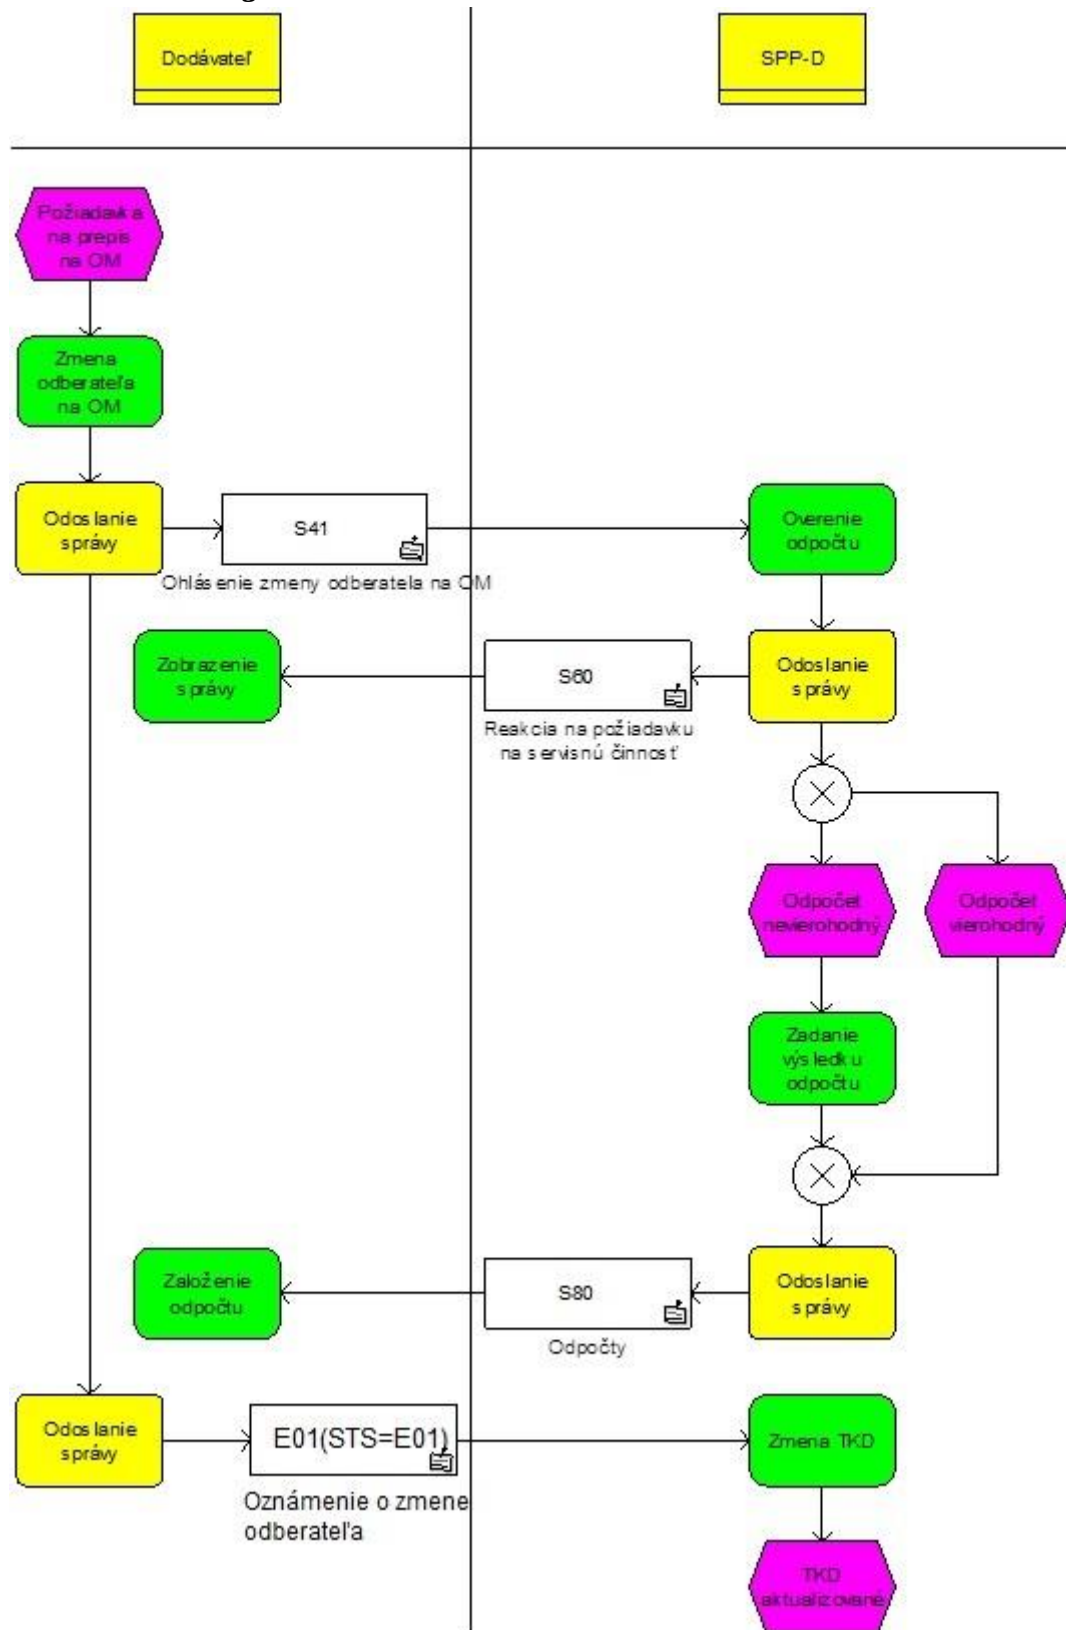 Dodávateľ
SPP-D
Požiadavka
na prepis
na OM
Zmena
odberateľa
na OM
Odoslanie
správy
S41
Ohlásenie zmeny odberatela na OM
Overenie
odpočtu
Zobrazenie
správy
S60
Reakcia na požiadavku
na servisnú činnosť
Odoslanie
správy
Odpočet
nevierohodný
Odpočet
vierohodný
Zadanie
výsledku
odpočtu
Založenie
odpočtu
S80
Odpočty
Odoslanie
správy
Odoslanie
správy
E01(STS=E01)
Oznámenie o zmene
odberateľa
Zmena TKD
TKD
aktualizované